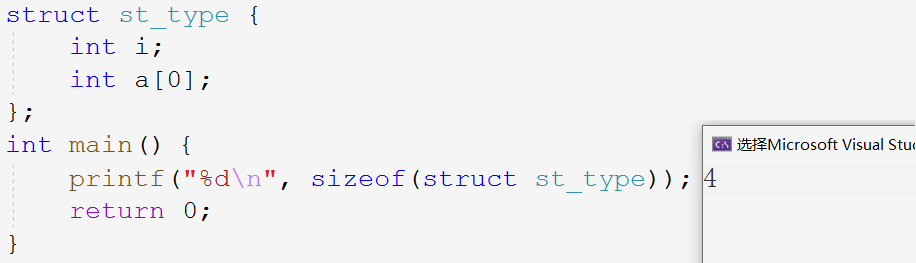 struct st_type {
    int i;
    int a[0];
};
int main() {
    printf("%d\n", sizeof(struct st_type));
    return 0;
}
C:\ 选择Microsoft Visual
4